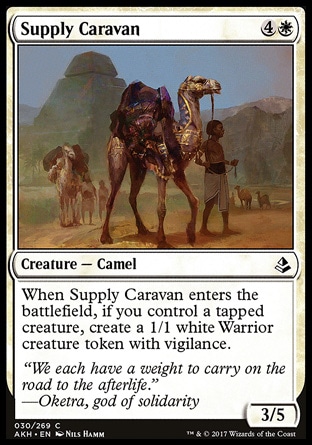 Supply Caravan 4
Creature — Camel
When Supply Caravan enters the
battlefield, if you control a tapped
creature, create a 1/1 white Warrior
creature token with vigilance.
“We each have a weight to carry on the
road to the afterlife.”
—Oketra, god of solidarity
3/5
030/269 C
AKH • EN Nils Hamm
™ & © 2017 Wizards of the Coast